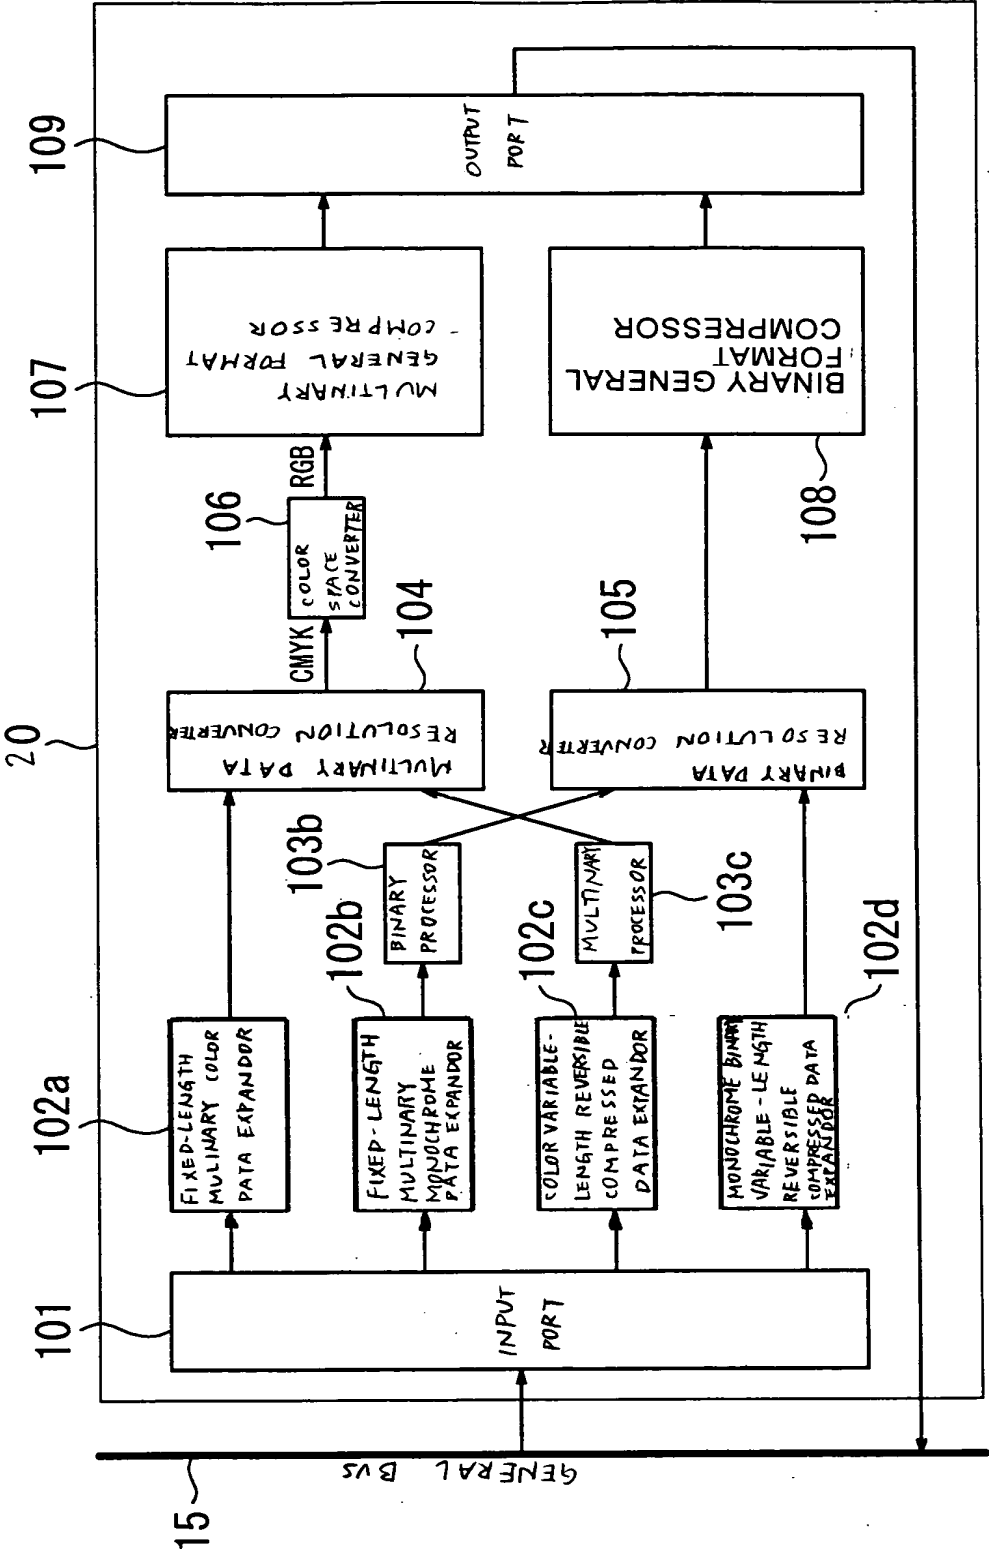 20
15
GENERAL BUS
101
INPUT
PORT
102a
FIXED-LENGTH
MULINARY COLOR
DATA EXPANDOR
102b
FIXED-LENGTH
MULTINARY
MONOCHROME
DATA EXPANDOR
102c
COLOR VARIABLE-
LENGTH REVERSIBLE
COMPRESSED
DATA EXPANDOR
102d
MONOCHROME BINARY
VARIABLE-LENGTH
REVERSIBLE
COMPRESSED DATA
EXPANDOR
103b
BINARY
PROCESSOR
103c
MULTINARY
PROCESSOR
104
MULTINARY DATA
RESOLUTION CONVERTER
105
BINARY DATA
RESOLUTION CONVERTER
CMYK
106
COLOR
SPACE
CONVERTER
RGB
107
MULTINARY
GENERAL FORMAT
COMPRESSOR
108
BINARY GENERAL
FORMAT
COMPRESSOR
109
OUTPUT
PORT